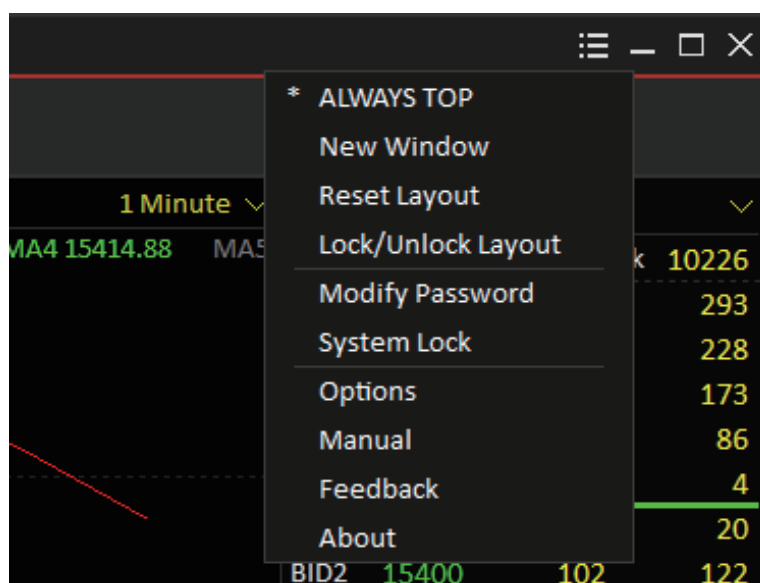 * ALWAYS TOP
New Window
1 Minute
Reset Layout
MA4 15414.88
Lock/Unlock Layout
10226
Modify Password
293
System Lock
228
Options
173
Manual
86
Feedback
4
About
20
BID2 15400 102 122